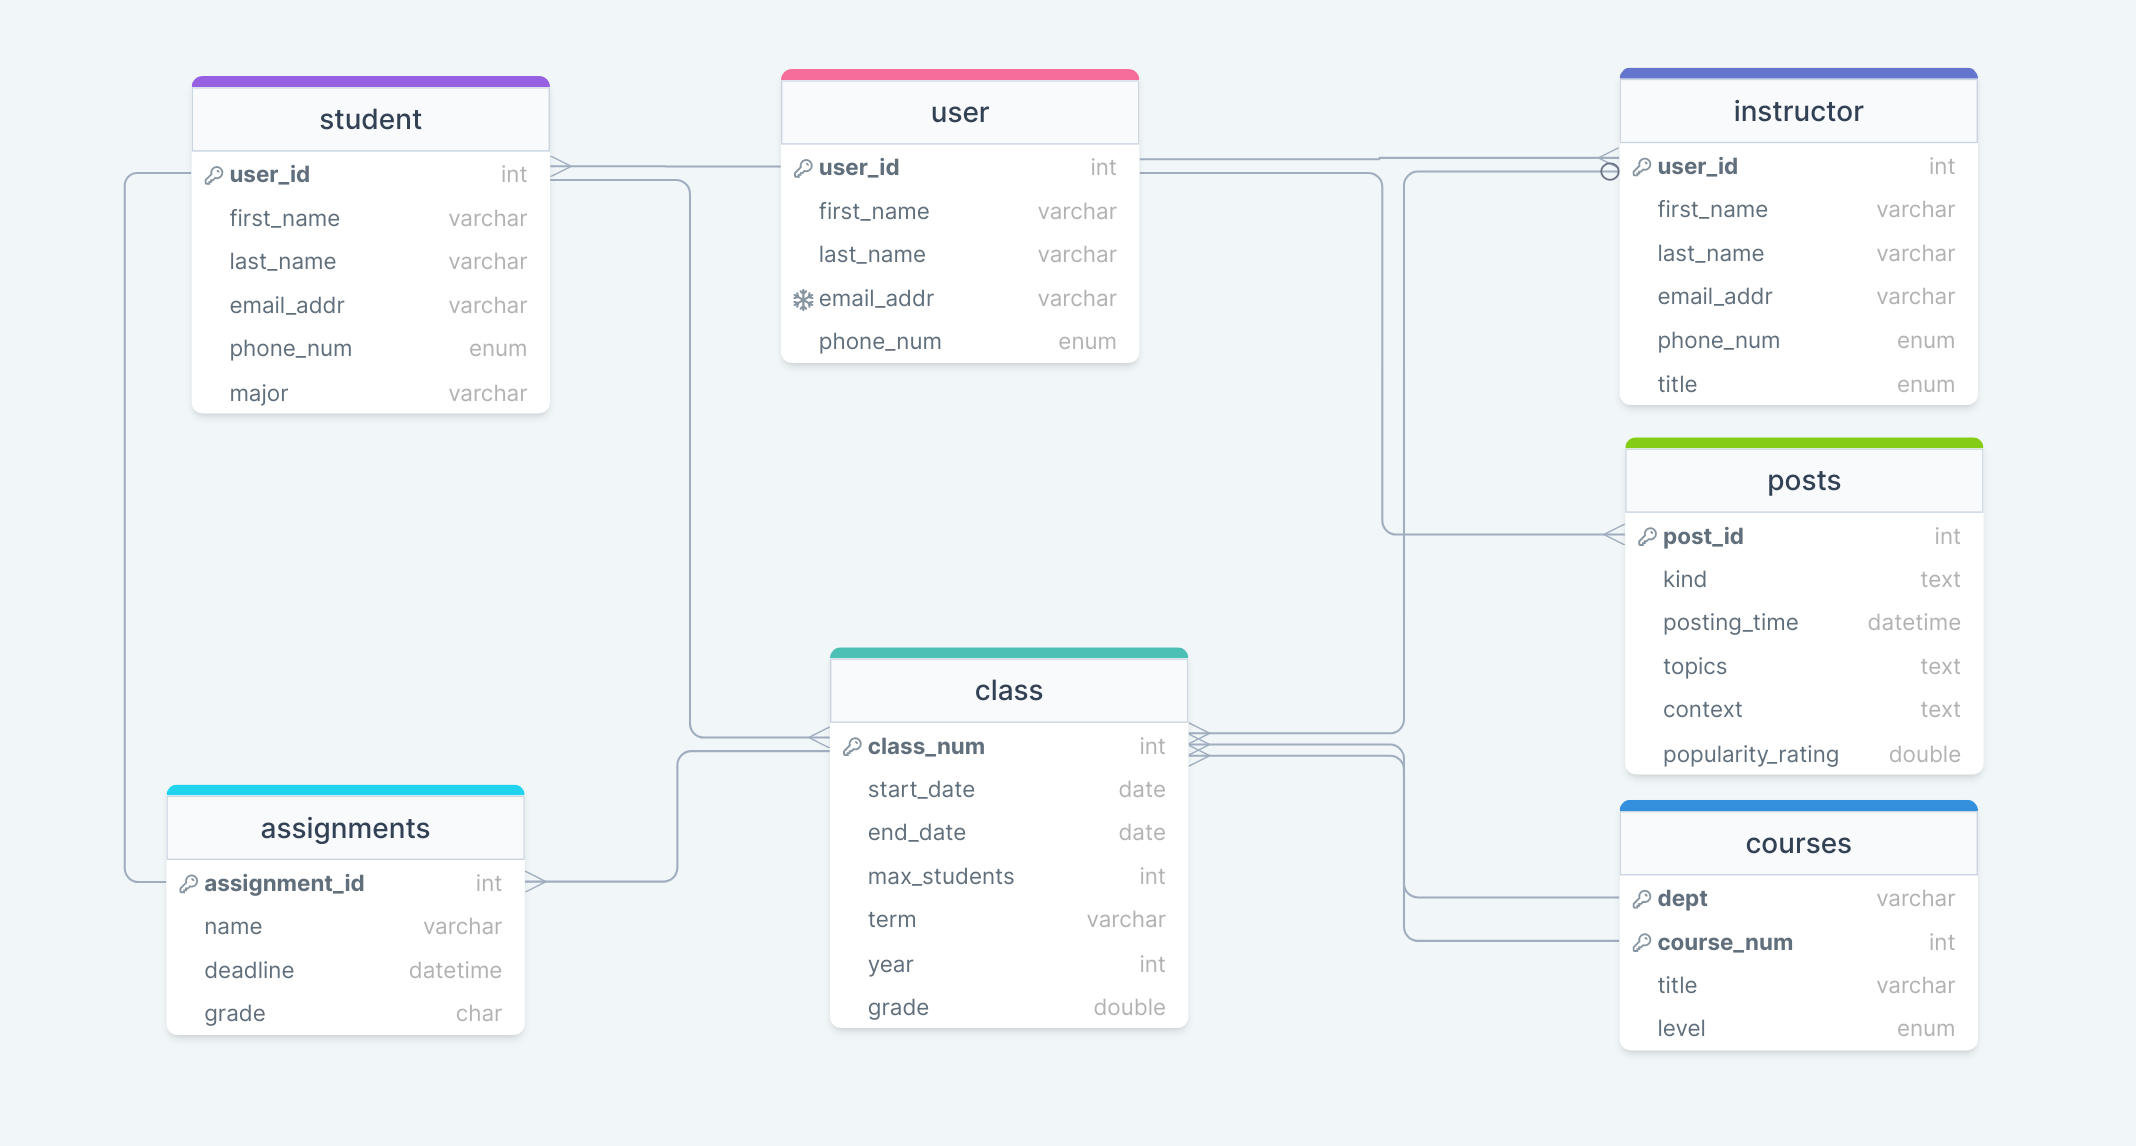 student
user_id int
first_name varchar
last_name varchar
email_addr varchar
phone_num enum
major varchar
user
user_id int
first_name varchar
last_name varchar
email_addr varchar
phone_num enum
instructor
user_id int
first_name varchar
last_name varchar
email_addr varchar
phone_num enum
title enum
posts
post_id int
kind text
posting_time datetime
topics text
context text
popularity_rating double
class
class_num int
start_date date
end_date date
max_students int
term varchar
year int
grade double
assignments
assignment_id int
name varchar
deadline datetime
grade char
courses
dept varchar
course_num int
title varchar
level enum